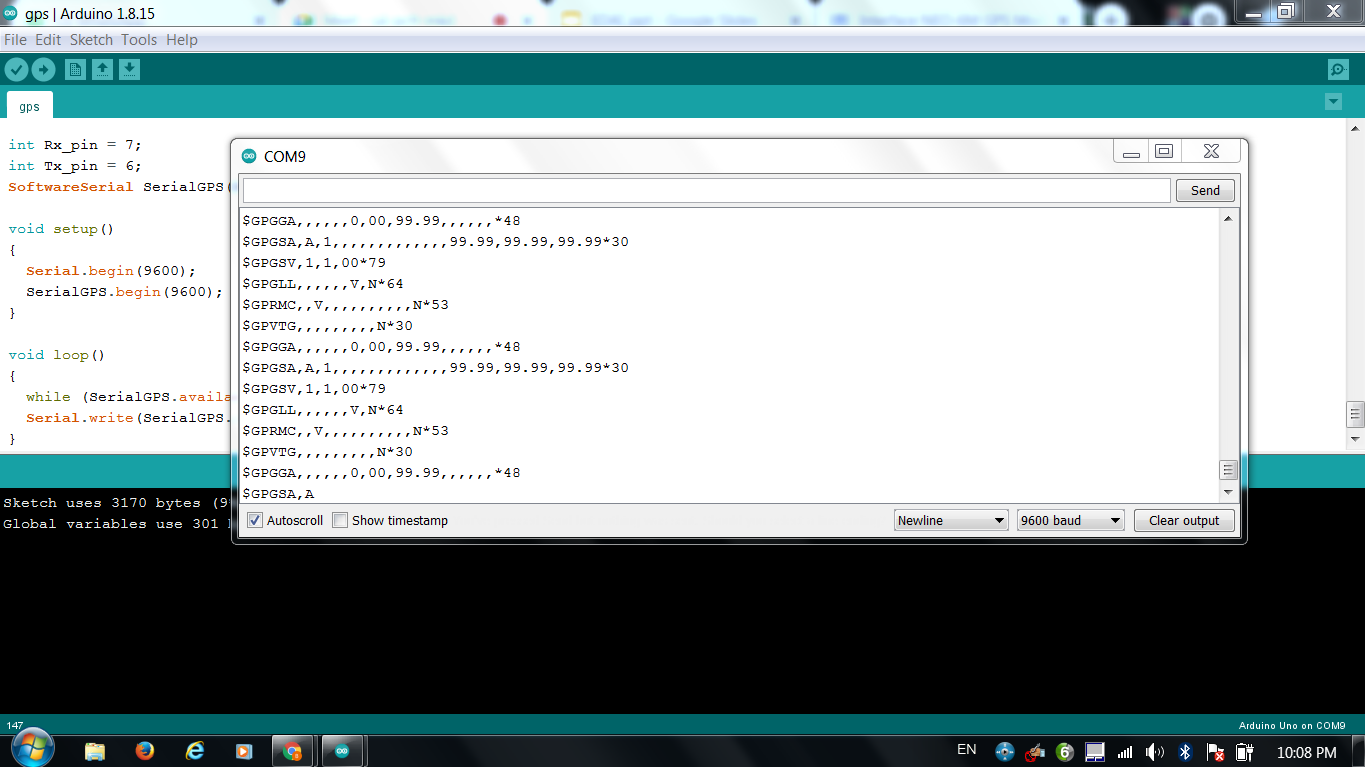 gps | Arduino 1.8.15
File Edit Sketch Tools Help
gps
int Rx_pin = 7;
int Tx_pin = 6;
SoftwareSerial SerialGPS(
void setup()
{
Serial.begin(9600);
SerialGPS.begin(9600);
}
void loop()
{
while (SerialGPS.availa
Serial.write(SerialGPS.
}
COM9
Send
$GPGGA,,,,,,0,00,99.99,,,,,,*48
$GPGSA,A,1,,,,,,,,,,,,,99.99,99.99,99.99*30
$GPGSV,1,1,00*79
$GPGLL,,,,,,V,N*64
$GPRMC,,V,,,,,,,,,,N*53
$GPVTG,,,,,,,,,N*30
$GPGGA,,,,,,0,00,99.99,,,,,,*48
$GPGSA,A,1,,,,,,,,,,,,,99.99,99.99,99.99*30
$GPGSV,1,1,00*79
$GPGLL,,,,,,V,N*64
$GPRMC,,V,,,,,,,,,,N*53
$GPVTG,,,,,,,,,N*30
$GPGGA,,,,,,0,00,99.99,,,,,,*48
$GPGSA,A
Autoscroll Show timestamp Newline 9600 baud Clear output
Sketch uses 3170 bytes (9
Global variables use 301
147
Arduino Uno on COM9
EN 6 10:08 PM